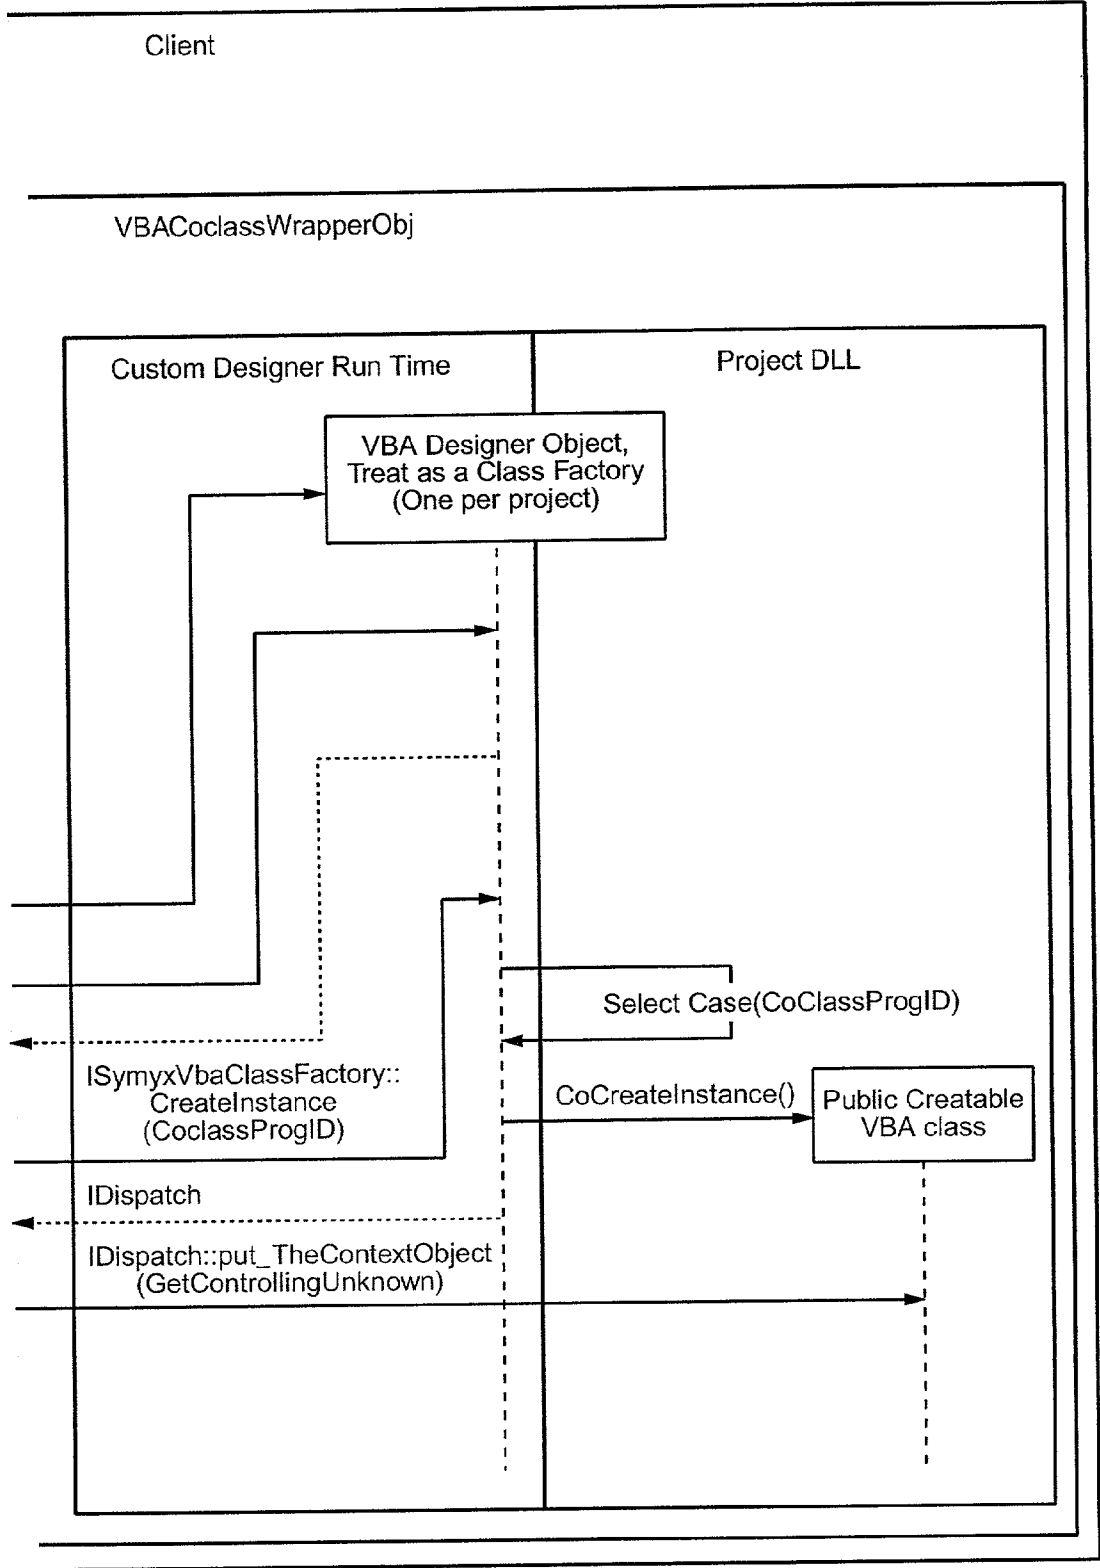 Client
VBACoclassWrapperObj
Custom Designer Run Time
Project DLL
VBA Designer Object,
Treat as a Class Factory
(One per project)
Select Case(CoClassProgID)
ISymyxVbaClassFactory::
CreateInstance
(CoclassProgID)
CoCreateInstance()
Public Creatable
VBA class
IDispatch
IDispatch::put_TheContextObject
(GetControllingUnknown)